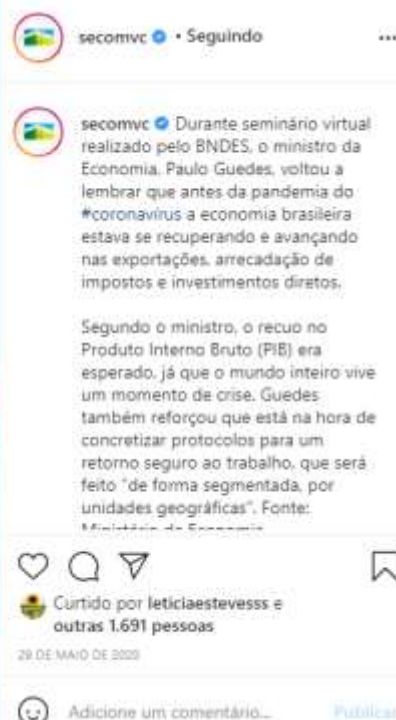 secomvc • Seguindo
secomvc Durante seminário virtual
realizado pelo BNDES, o ministro da
Economia, Paulo Guedes, voltou a
lembrar que antes da pandemia do
#coronavírus a economia brasileira
estava se recuperando e avançando
nas exportações, arrecadação de
impostos e investimentos diretos.
Segundo o ministro, o recuo no
Produto Interno Bruto (PIB) era
esperado, já que o mundo inteiro vive
um momento de crise. Guedes
também reforçou que está na hora de
concretizar protocolos para um
retorno seguro ao trabalho, que será
feito "de forma segmentada, por
unidades geográficas". Fonte:
Ministério da Economia
Curtido por leticiaestevesss e
outras 1.691 pessoas
29 DE MAIO DE 2020
Adicione um comentário...
Publicar